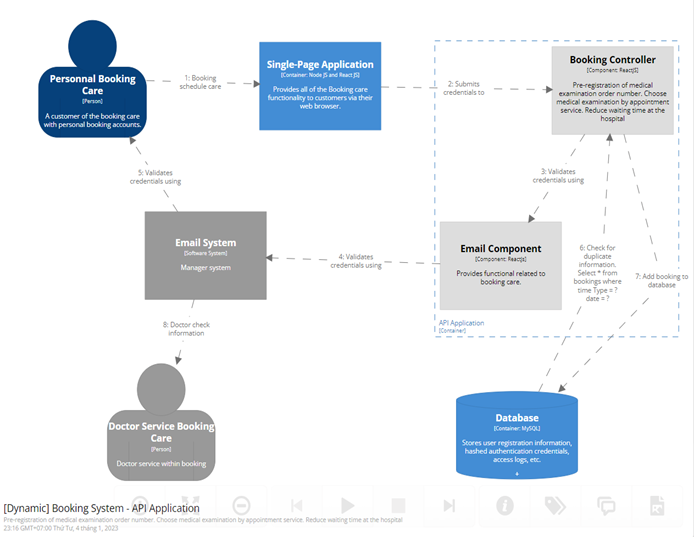 Personnal Booking
Care
[Person]
A customer of the booking care
with personal booking accounts.
1: Booking
schedule care
Single-Page Application
[Container: Node JS and React JS]
Provides all of the Booking care
functionality to customers via their
web browser.
2: Submits
credentials to
Booking Controller
[Component: ReactJS]
Pre-registration of medical
examination order number. Choose
medical examination by appointment
service. Reduce waiting time at the
hospital
3: Validates
credentials using
5: Validates
credentials using
Email System
[Software System]
Manager system
4: Validates
credentials using
Email Component
[Component: ReactJs]
Provides functional related to
booking care.
6: Check for
duplicate
information.
Select * from
bookings where
time Type = ?
date = ?
7: Add booking to
database
API Application
[Container]
8: Doctor check
information
Doctor Service Booking
Care
[Person]
Doctor service within booking
Database
[Container: MySQL]
Stores user registration information,
hashed authentication credentials,
access logs, etc.
[Dynamic] Booking System - API Application
Pre-registration of medical examination order number. Choose medical examination by appointment service. Reduce waiting time at the hospital
23:16 GMT+07:00 Thứ Tư, 4 tháng 1, 2023